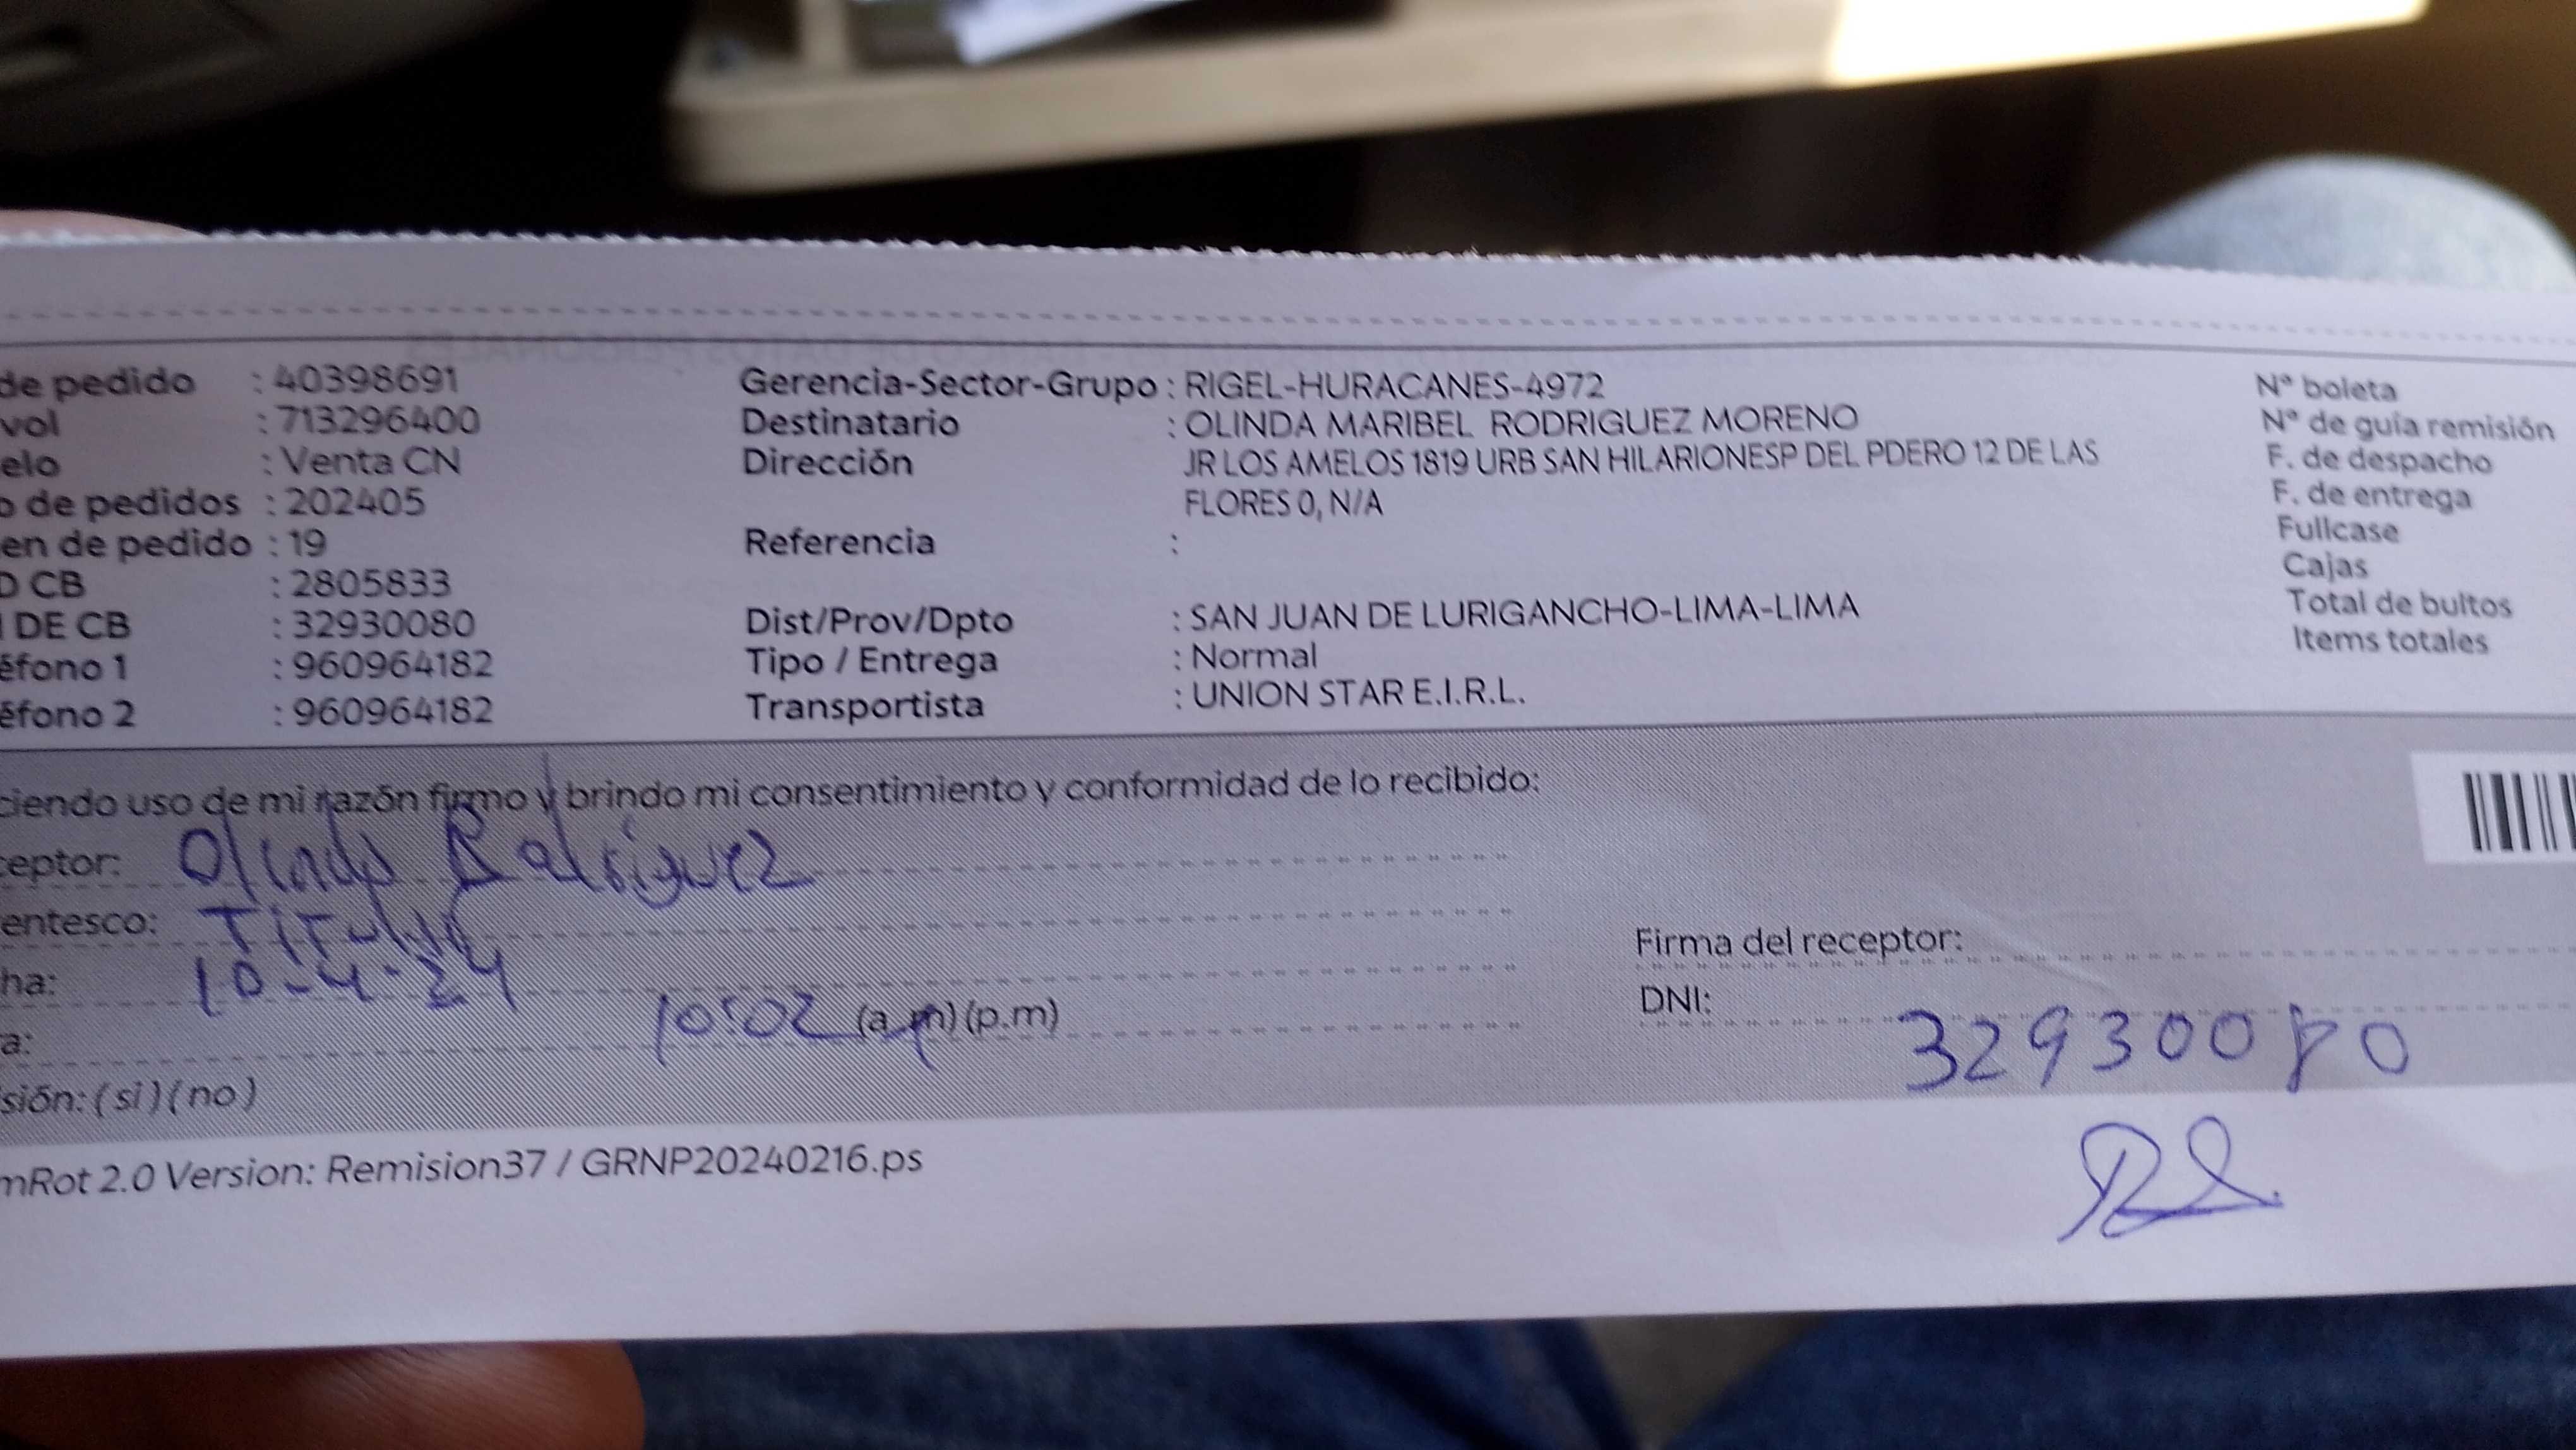 de pedido : 40398691
vol : 713296400
elo : Venta CN
o de pedidos : 202405
en de pedido : 19
D CB : 2805833
I DE CB : 32930080
éfono 1 : 960964182
éfono 2 : 960964182
Gerencia-Sector-Grupo : RIGEL-HURACANES-4972
Destinatario : OLINDA MARIBEL RODRIGUEZ MORENO
Dirección JR LOS AMELOS 1819 URB SAN HILARIONESP DEL PDERO 12 DE LAS
FLORES 0, N/A
Referencia :
Dist/Prov/Dpto : SAN JUAN DE LURIGANCHO-LIMA-LIMA
Tipo / Entrega : Normal
Transportista : UNION STAR E.I.R.L.
N° boleta
N° de guía remisión
F. de despacho
F. de entrega
Fullcase
Cajas
Total de bultos
Items totales
ciendo uso de mi razón firmo y brindo mi consentimiento y conformidad de lo recibido:
ceptor: Olinda Rodriguez
entesco: Titular
ha: 10-4-24
a: 10:02 (a.m) (p.m)
sión: (si) (no)
Firma del receptor:
DNI: 32930080
mRot 2.0 Version: Remision37 / GRNP20240216.ps